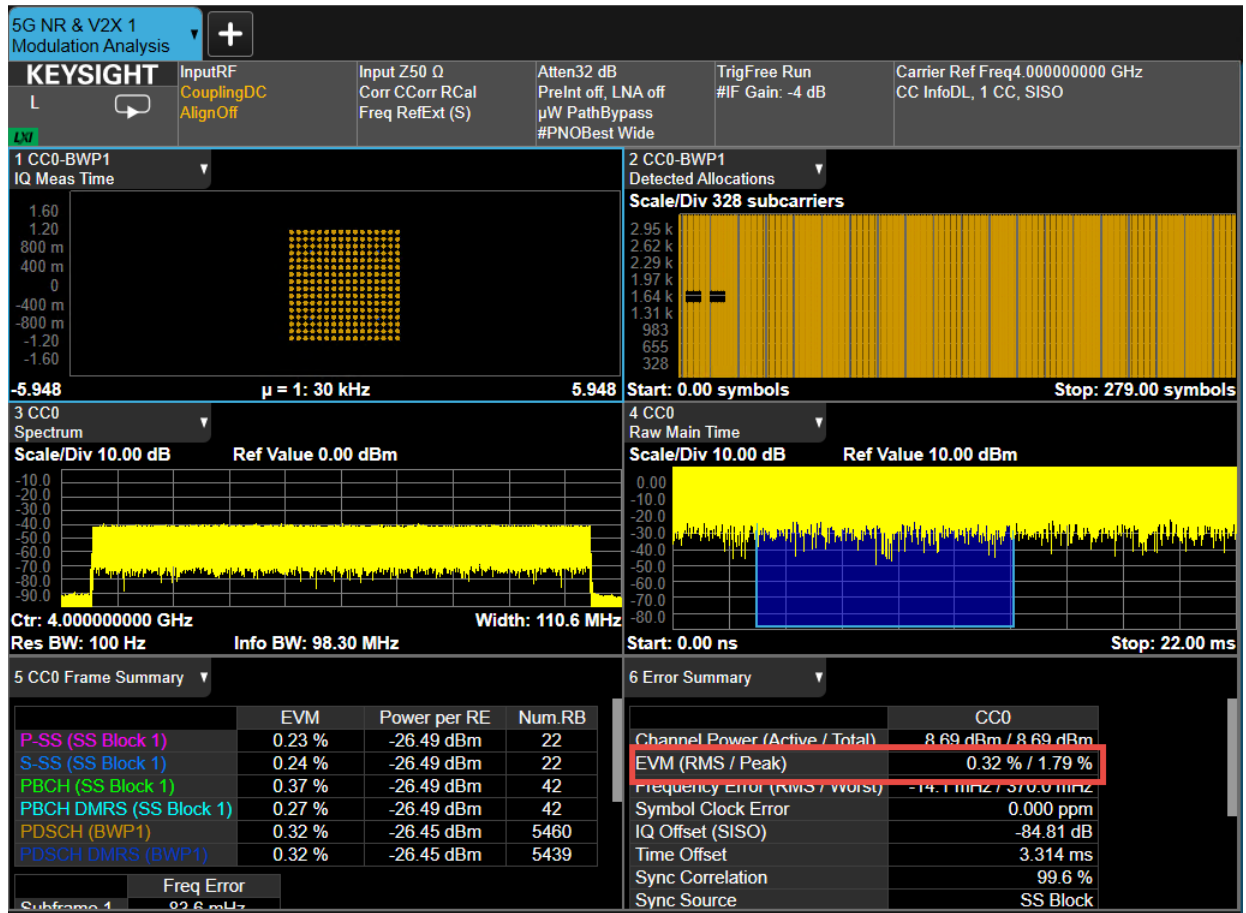 5G NR & V2X 1
Modulation Analysis
KEYSIGHT
L
LXI
InputRF
CouplingDC
AlignOff
Input Z50 Ω
Corr CCorr RCal
Freq RefExt (S)
Atten32 dB
PreInt off, LNA off
µW PathBypass
#PNOBest Wide
TrigFree Run
#IF Gain: -4 dB
Carrier Ref Freq4.000000000 GHz
CC InfoDL, 1 CC, SISO
1 CC0-BWP1
IQ Meas Time
1.60
1.20
800 m
400 m
0
-400 m
-800 m
-1.20
-1.60
-5.948 µ = 1: 30 kHz 5.948
2 CC0-BWP1
Detected Allocations
Scale/Div 328 subcarriers
2.95 k
2.62 k
2.29 k
1.97 k
1.64 k
1.31 k
983
655
328
Start: 0.00 symbols Stop: 279.00 symbols
3 CC0
Spectrum
Scale/Div 10.00 dB Ref Value 0.00 dBm
-10.0
-20.0
-30.0
-40.0
-50.0
-60.0
-70.0
-80.0
-90.0
Ctr: 4.000000000 GHz Width: 110.6 MHz
Res BW: 100 Hz Info BW: 98.30 MHz
4 CC0
Raw Main Time
Scale/Div 10.00 dB Ref Value 10.00 dBm
0.00
-10.0
-20.0
-30.0
-40.0
-50.0
-60.0
-70.0
-80.0
Start: 0.00 ns Stop: 22.00 ms
5 CC0 Frame Summary
EVM Power per RE Num.RB
P-SS (SS Block 1) 0.23 % -26.49 dBm 22
S-SS (SS Block 1) 0.24 % -26.49 dBm 22
PBCH (SS Block 1) 0.37 % -26.49 dBm 42
PBCH DMRS (SS Block 1) 0.27 % -26.49 dBm 42
PDSCH (BWP1) 0.32 % -26.45 dBm 5460
PDSCH DMRS (BWP1) 0.32 % -26.45 dBm 5439
Freq Error
Subframe 1 82.6 mHz
6 Error Summary
CC0
Channel Power (Active / Total) 8.69 dBm / 8.69 dBm
EVM (RMS / Peak) 0.32 % / 1.79 %
Frequency Error (RMS / Worst) -14.1 mHz / 370.0 mHz
Symbol Clock Error 0.000 ppm
IQ Offset (SISO) -84.81 dB
Time Offset 3.314 ms
Sync Correlation 99.6 %
Sync Source SS Block